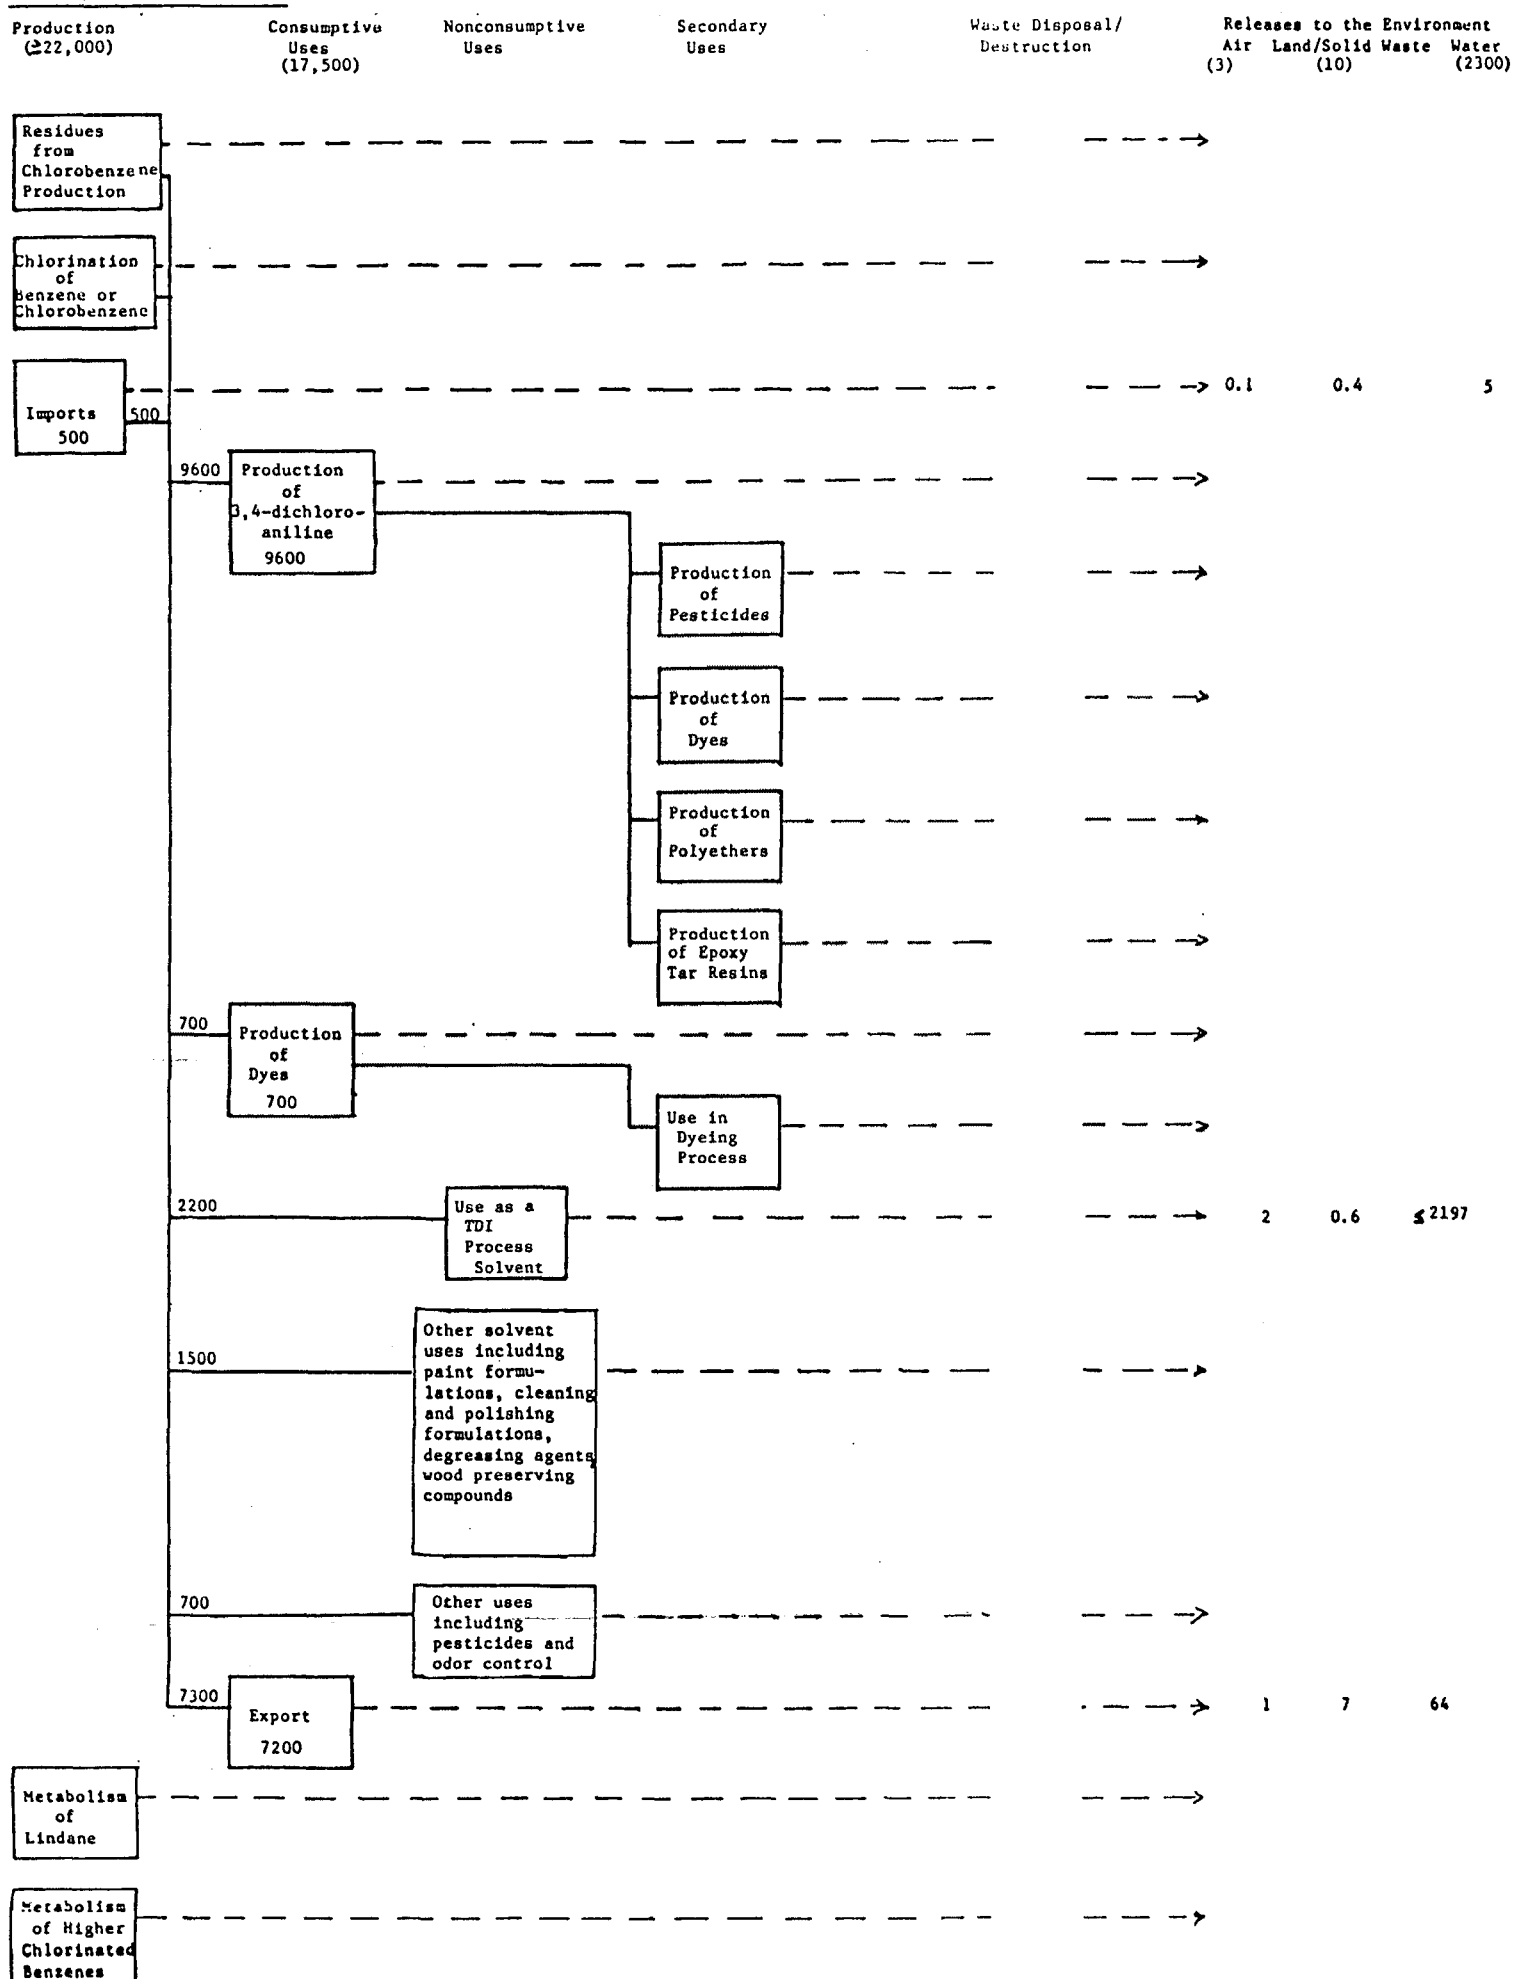 Production
(≥22,000)
Consumptive
Uses
(17,500)
Nonconsumptive
Uses
Secondary
Uses
Waste Disposal/
Destruction
Releases to the Environment
Air Land/Solid Waste Water
(3) (10) (2300)
Residues
from
Chlorobenzene
Production
Chlorination
of
Benzene or
Chlorobenzene
Imports
500
500
0.1 0.4 5
9600
Production
of
3,4-dichloro-
aniline
9600
Production
of
Pesticides
Production
of
Dyes
Production
of
Polyethers
Production
of Epoxy
Tar Resins
700
Production
of
Dyes
700
Use in
Dyeing
Process
2200
Use as a
TDI
Process
Solvent
2 0.6 ≤2197
1500
Other solvent
uses including
paint formu-
lations, cleaning
and polishing
formulations,
degreasing agents,
wood preserving
compounds
700
Other uses
including
pesticides and
odor control
7300
Export
7200
1 7 64
Metabolism
of
Lindane
Metabolism
of Higher
Chlorinated
Benzenes